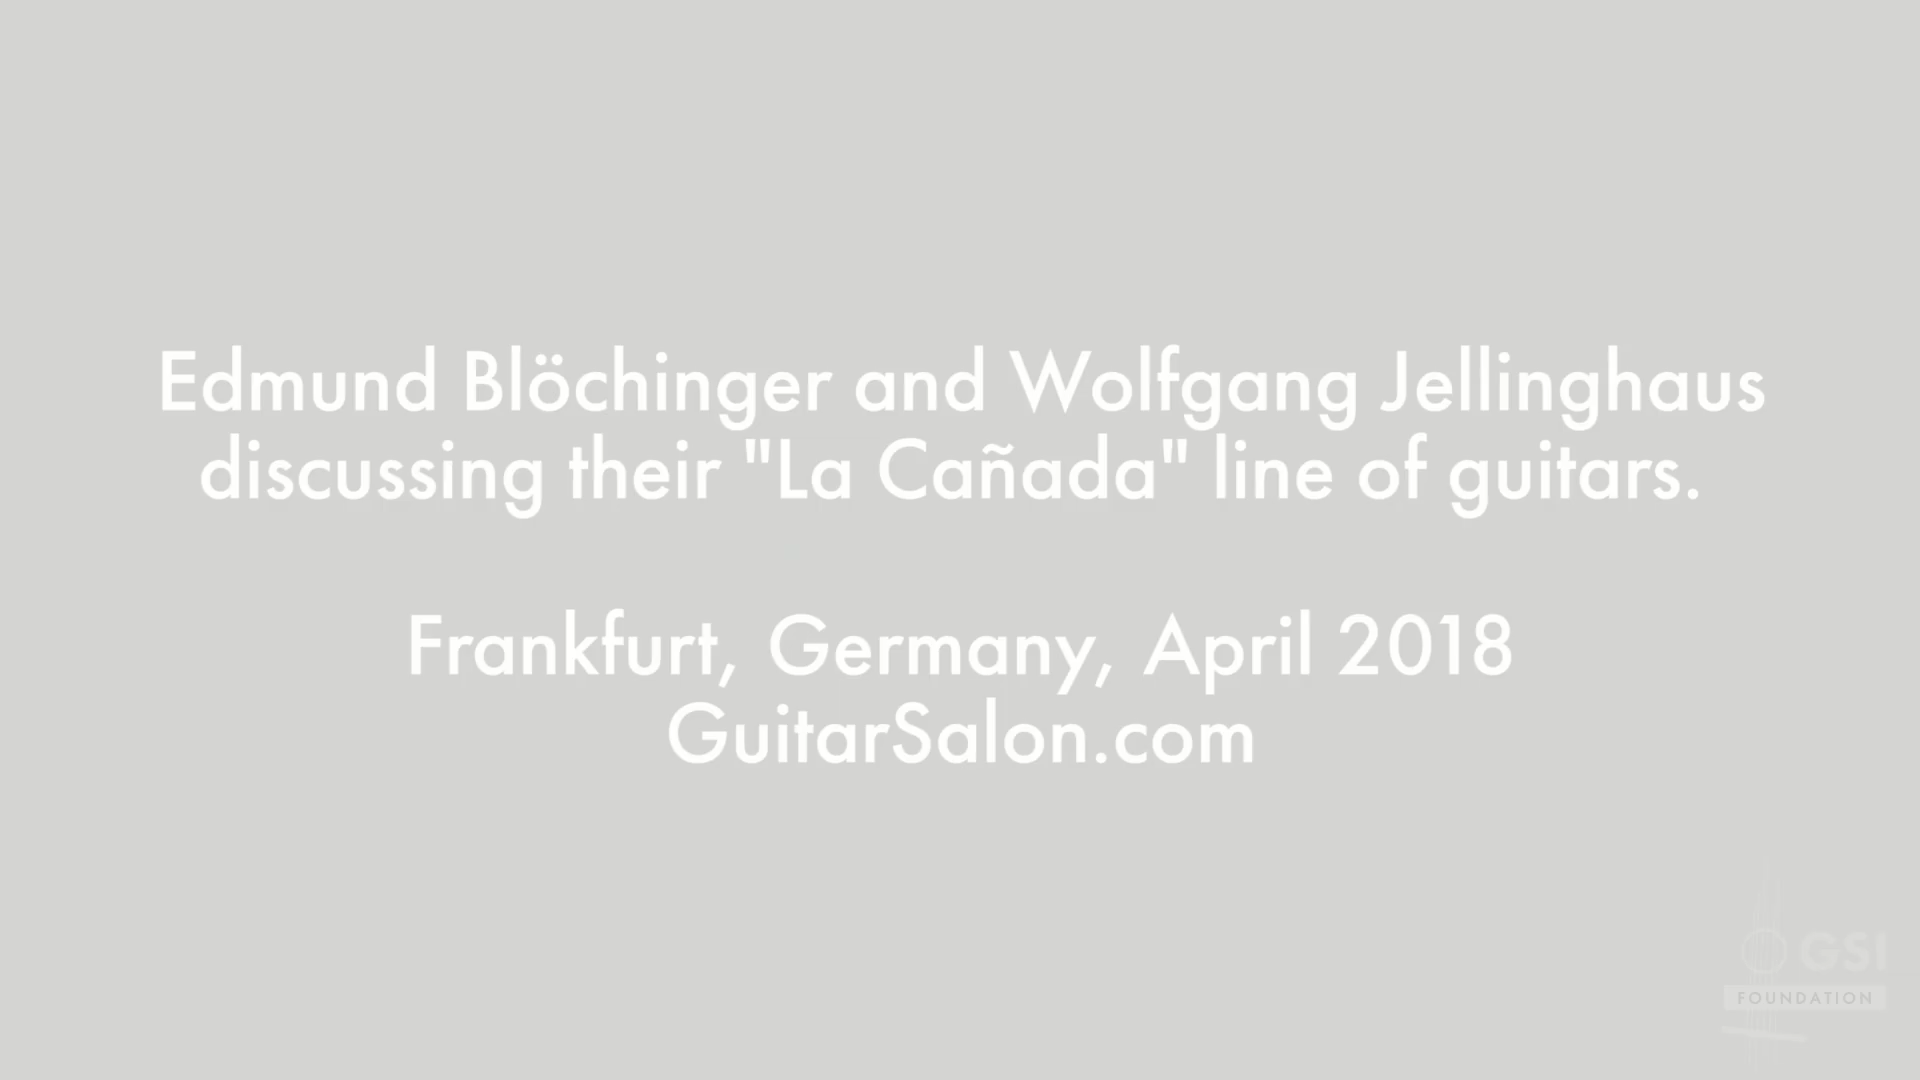 Edmund Blöchinger and Wolfgang Jellinghaus
discussing their "La Cañada" line of guitars.
Frankfurt, Germany, April 2018
GuitarSalon.com
GSI
FOUNDATION